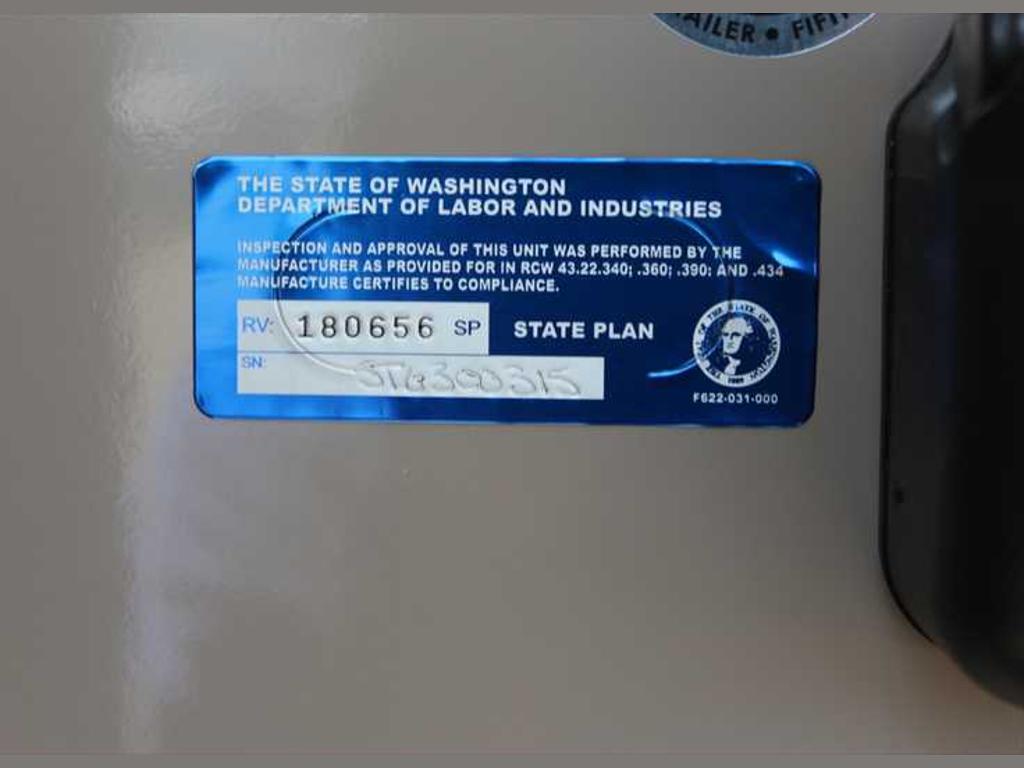 AILER • FIFT
THE STATE OF WASHINGTON
DEPARTMENT OF LABOR AND INDUSTRIES
INSPECTION AND APPROVAL OF THIS UNIT WAS PERFORMED BY THE
MANUFACTURER AS PROVIDED FOR IN RCW 43.22.340; .360; .390: AND .434
MANUFACTURE CERTIFIES TO COMPLIANCE.
RV: 180656 SP STATE PLAN
SN:
F622-031-000